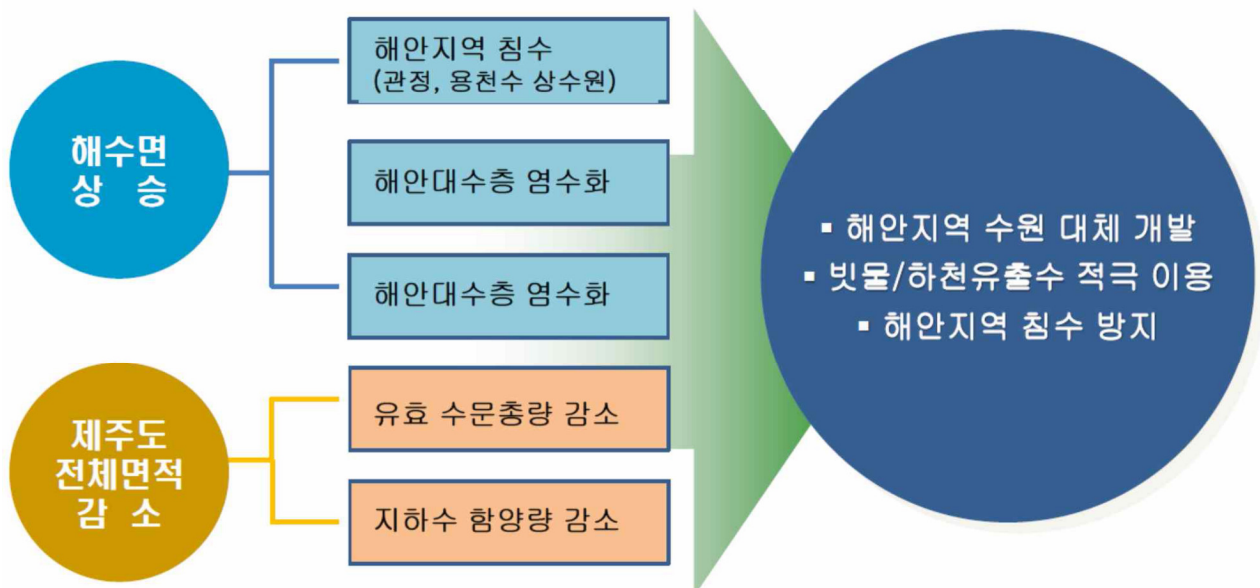 해수면
상 승
해안지역 침수
(관정, 용천수 상수원)
해안대수층 염수화
해안대수층 염수화
제주도
전체면적
감 소
유효 수문총량 감소
지하수 함양량 감소
▪ 해안지역 수원 대체 개발
▪ 빗물/하천유출수 적극 이용
▪ 해안지역 침수 방지